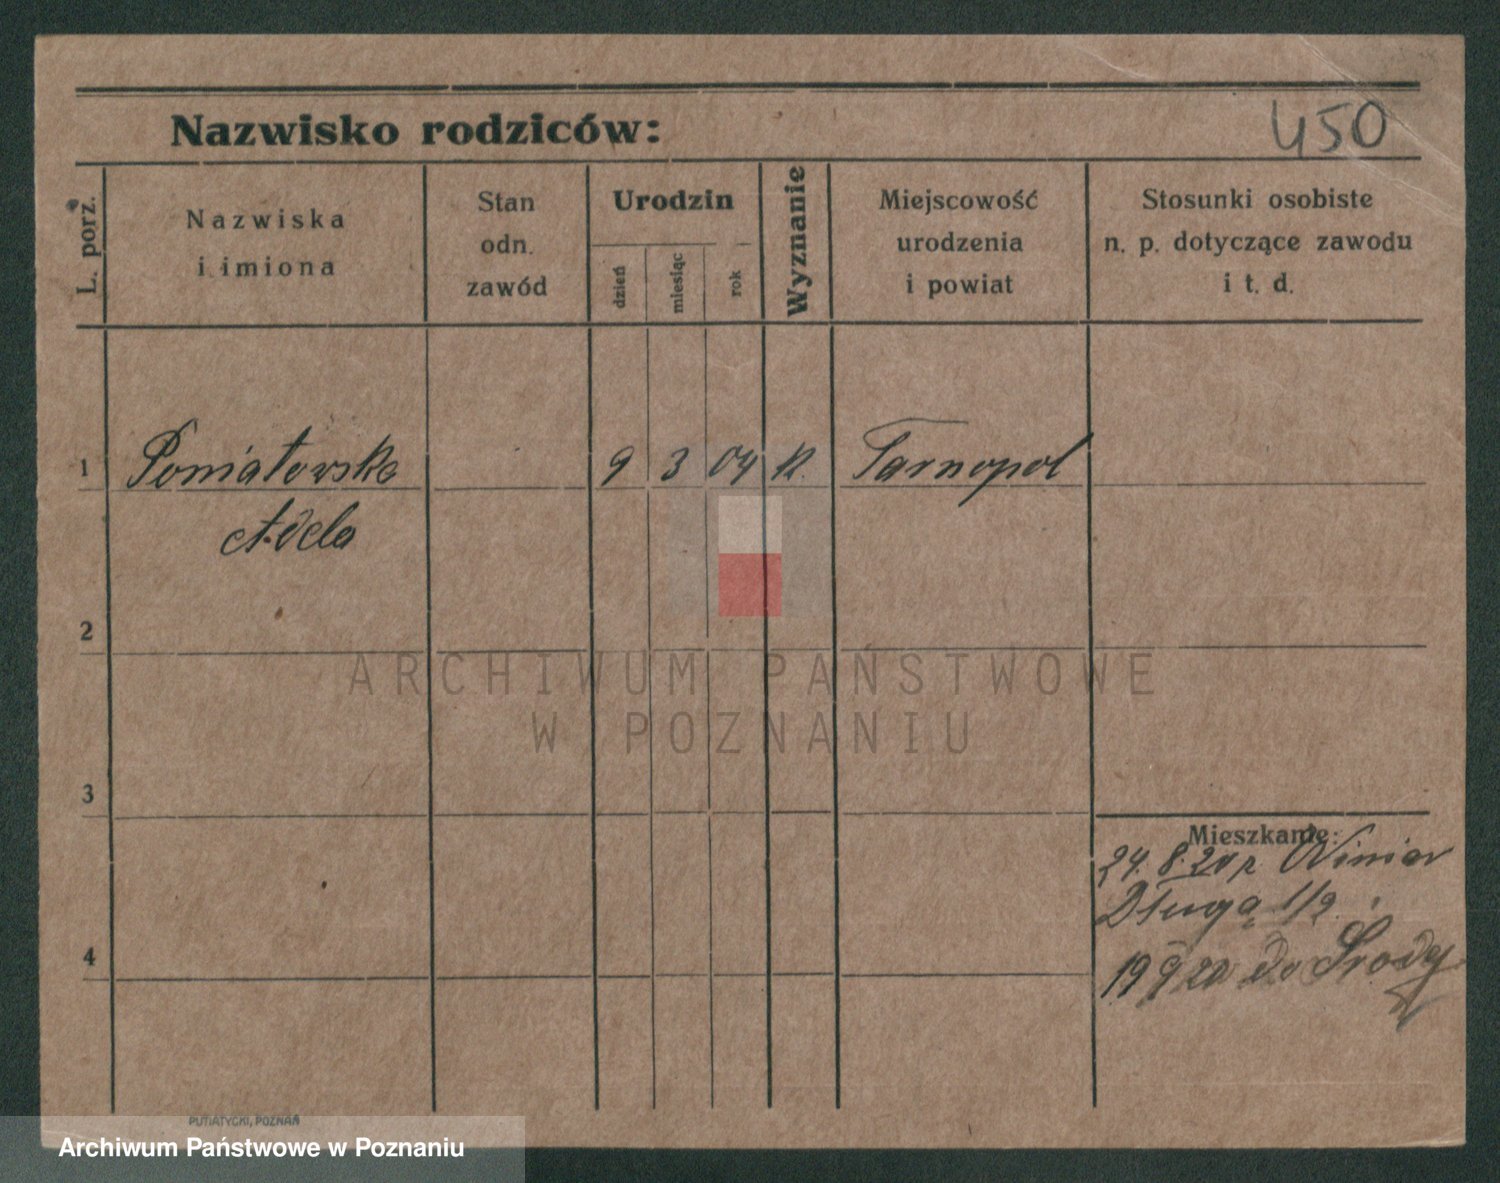 450
Nazwisko rodziców:
L. porz.
Nazwiska
i imiona
Stan
odn.
zawód
Urodzin
dzień
miesiąc
rok
Wyznanie
Miejscowość
urodzenia
i powiat
Stosunki osobiste
n. p. dotyczące zawodu
i t. d.
1
Poniatowska
Adela
9
3
04
K.
Tarnopol
2
ARCHIWUM PAŃSTWOWE
W POZNANIU
3
Mieszkanie:
24. 8. 20
Długa 1/2
4
19 9 20 do Środy
PUTIATYCKI, POZNAŃ
Archiwum Państwowe w Poznaniu